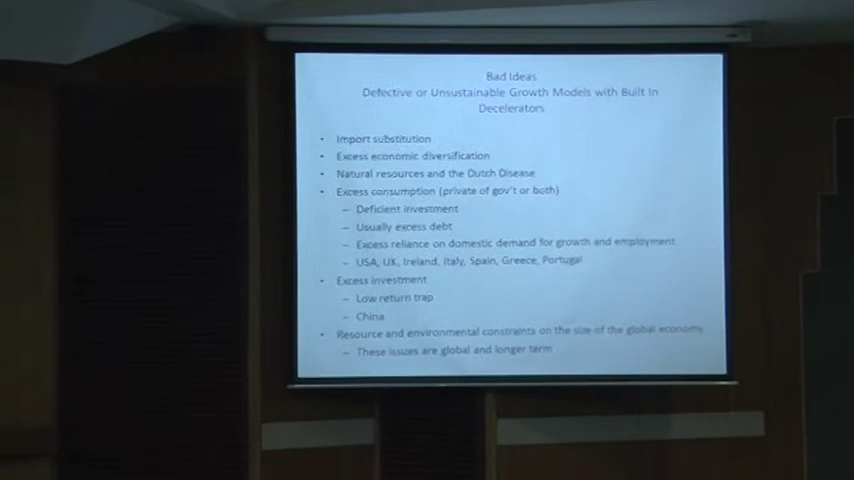 Bad Ideas
Defective or Unsustainable Growth Models with Built In
Decelerators
• Import substitution
• Excess economic diversification
• Natural resources and the Dutch Disease
• Excess consumption (private of gov't or both)
– Deficient investment
– Usually excess debt
– Excess reliance on domestic demand for growth and employment
– USA, UK, Ireland, Italy, Spain, Greece, Portugal
• Excess investment
– Low return trap
– China
• Resource and environmental constraints on the size of the global economy
– These issues are global and longer term